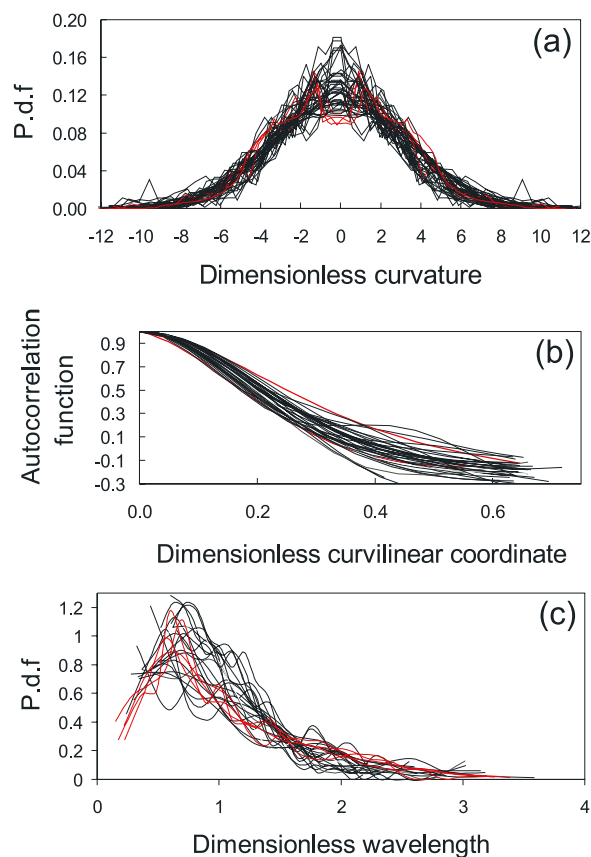 (a)
P.d.f
0.20
0.16
0.12
0.08
0.04
0.00
-12 -10 -8 -6 -4 -2 0 2 4 6 8 10 12
Dimensionless curvature
(b)
Autocorrelation
function
0.9
0.7
0.5
0.3
0.1
-0.1
-0.3
0.0 0.2 0.4 0.6
Dimensionless curvilinear coordinate
(c)
P.d.f
1.2
1
0.8
0.6
0.4
0.2
0
0 1 2 3 4
Dimensionless wavelength